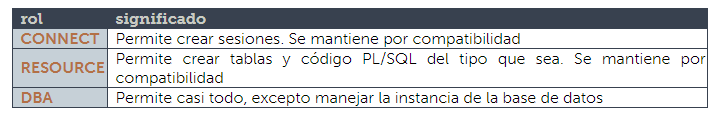 rol significado
CONNECT Permite crear sesiones. Se mantiene por compatibilidad
RESOURCE Permite crear tablas y código PL/SQL del tipo que sea. Se mantiene por
compatibilidad
DBA Permite casi todo, excepto manejar la instancia de la base de datos